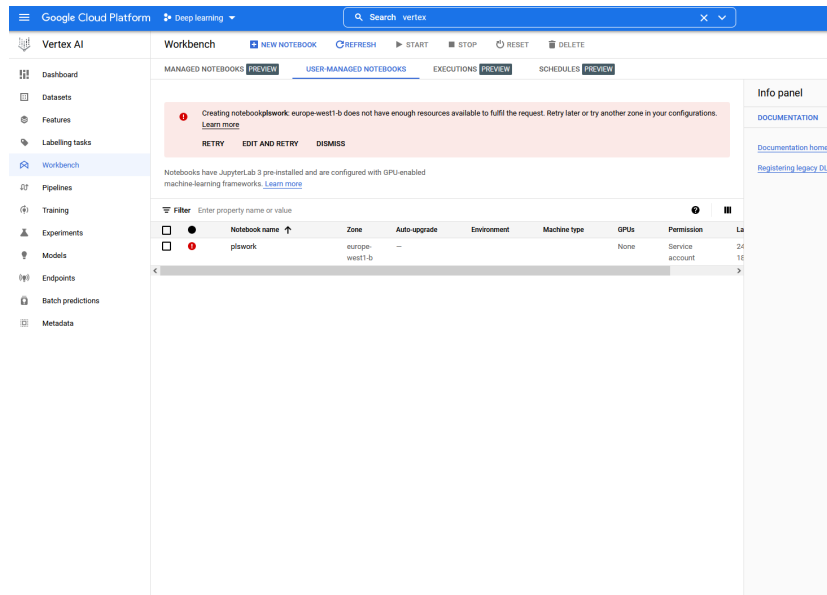 Google Cloud Platform
Deep learning
Search vertex
Vertex AI
Workbench
NEW NOTEBOOK
REFRESH
START
STOP
RESET
DELETE
Dashboard
Datasets
Features
Labelling tasks
Workbench
Pipelines
Training
Experiments
Models
Endpoints
Batch predictions
Metadata
MANAGED NOTEBOOKS PREVIEW
USER-MANAGED NOTEBOOKS
EXECUTIONS PREVIEW
SCHEDULES PREVIEW
Creating notebookplswork: europe-west1-b does not have enough resources available to fulfil the request. Retry later or try another zone in your configurations.
Learn more
RETRY
EDIT AND RETRY
DISMISS
Notebooks have JupyterLab 3 pre-installed and are configured with GPU-enabled
machine-learning frameworks. Learn more
Filter Enter property name or value
Notebook name Zone Auto-upgrade Environment Machine type GPUs Permission La
plswork europe- – None Service 24
west1-b account 18
Info panel
DOCUMENTATION
Documentation home
Registering legacy DL